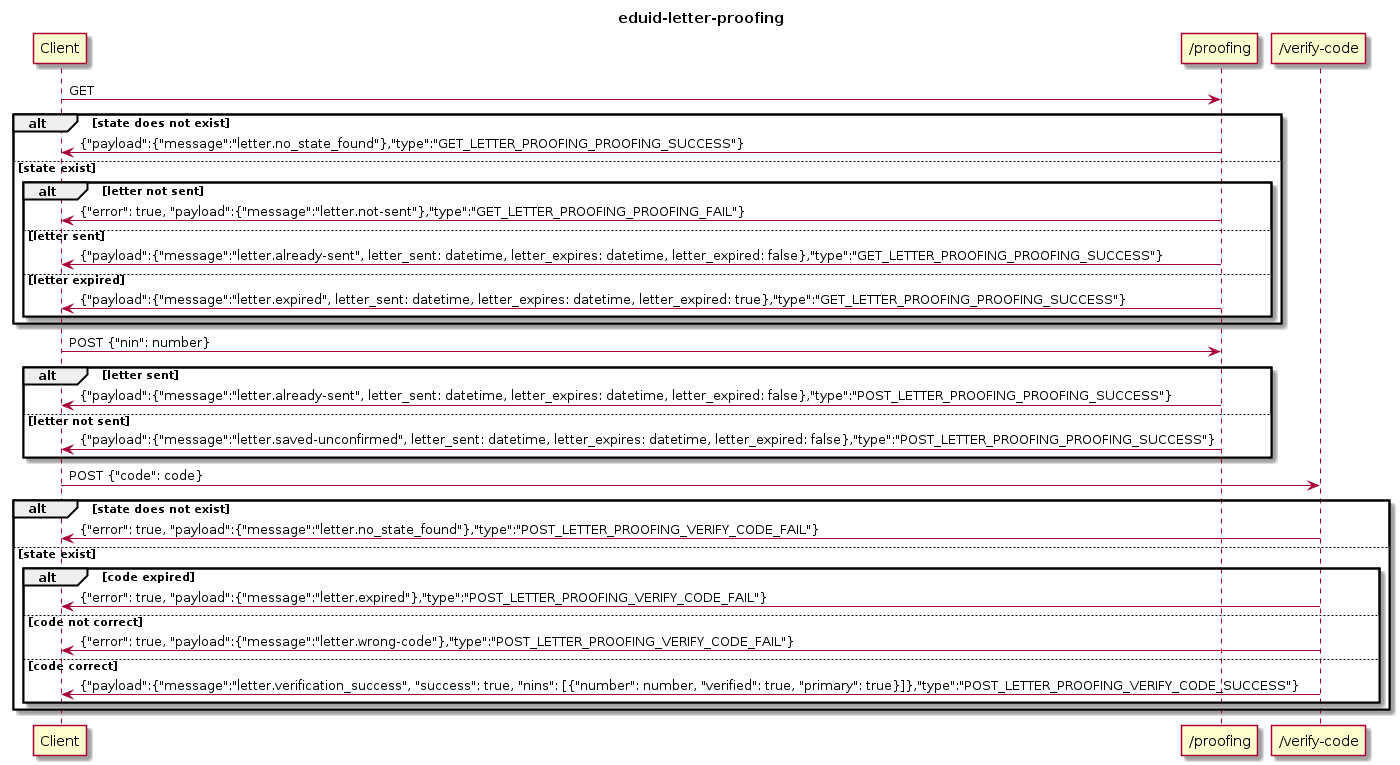 eduid-letter-proofing
Client /proofing /verify-code
GET
alt [state does not exist]
{"payload":{"message":"letter.no_state_found"},"type":"GET_LETTER_PROOFING_PROOFING_SUCCESS"}
[state exist]
alt [letter not sent]
{"error": true, "payload":{"message":"letter.not-sent"},"type":"GET_LETTER_PROOFING_PROOFING_FAIL"}
[letter sent]
{"payload":{"message":"letter.already-sent", letter_sent: datetime, letter_expires: datetime, letter_expired: false},"type":"GET_LETTER_PROOFING_PROOFING_SUCCESS"}
[letter expired]
{"payload":{"message":"letter.expired", letter_sent: datetime, letter_expires: datetime, letter_expired: true},"type":"GET_LETTER_PROOFING_PROOFING_SUCCESS"}
POST {"nin": number}
alt [letter sent]
{"payload":{"message":"letter.already-sent", letter_sent: datetime, letter_expires: datetime, letter_expired: false},"type":"POST_LETTER_PROOFING_PROOFING_SUCCESS"}
[letter not sent]
{"payload":{"message":"letter.saved-unconfirmed", letter_sent: datetime, letter_expires: datetime, letter_expired: false},"type":"POST_LETTER_PROOFING_PROOFING_SUCCESS"}
POST {"code": code}
alt [state does not exist]
{"error": true, "payload":{"message":"letter.no_state_found"},"type":"POST_LETTER_PROOFING_VERIFY_CODE_FAIL"}
[state exist]
alt [code expired]
{"error": true, "payload":{"message":"letter.expired"},"type":"POST_LETTER_PROOFING_VERIFY_CODE_FAIL"}
[code not correct]
{"error": true, "payload":{"message":"letter.wrong-code"},"type":"POST_LETTER_PROOFING_VERIFY_CODE_FAIL"}
[code correct]
{"payload":{"message":"letter.verification_success", "success": true, "nins": [{"number": number, "verified": true, "primary": true}]},"type":"POST_LETTER_PROOFING_VERIFY_CODE_SUCCESS"}
Client /proofing /verify-code